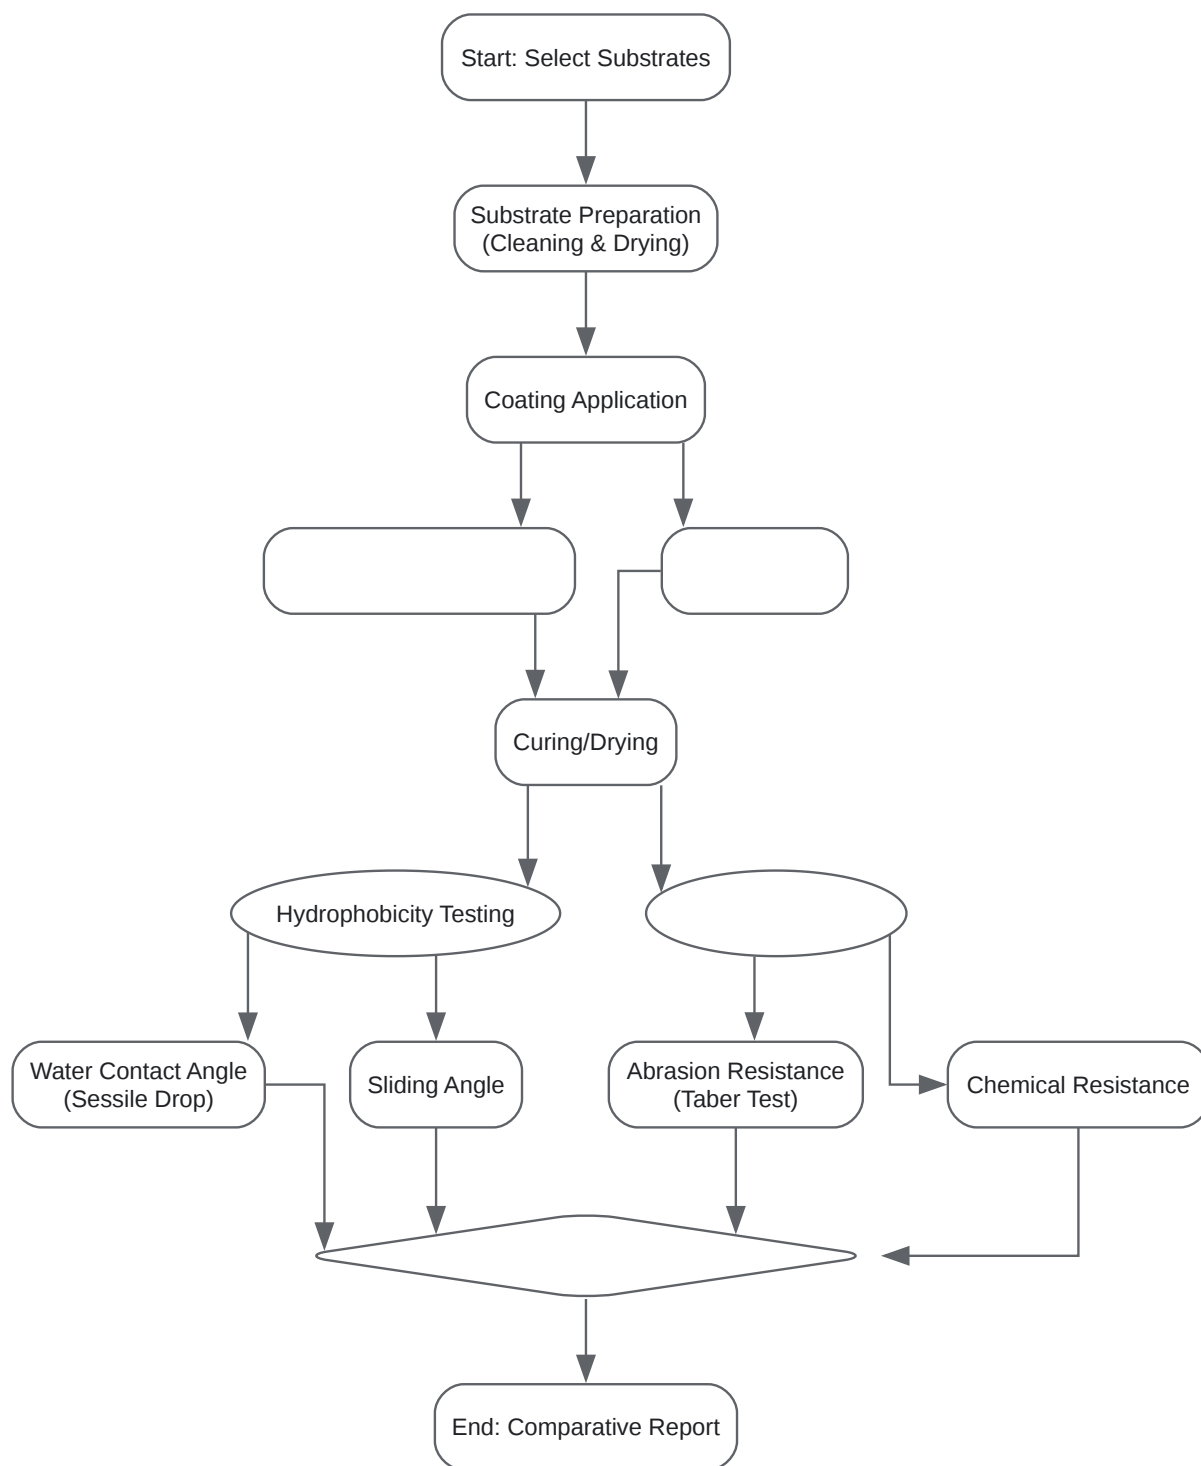 Start: Select Substrates
Substrate Preparation
(Cleaning & Drying)
Coating Application
Curing/Drying
Hydrophobicity Testing
Water Contact Angle
(Sessile Drop)
Sliding Angle
Abrasion Resistance
(Taber Test)
Chemical Resistance
End: Comparative Report